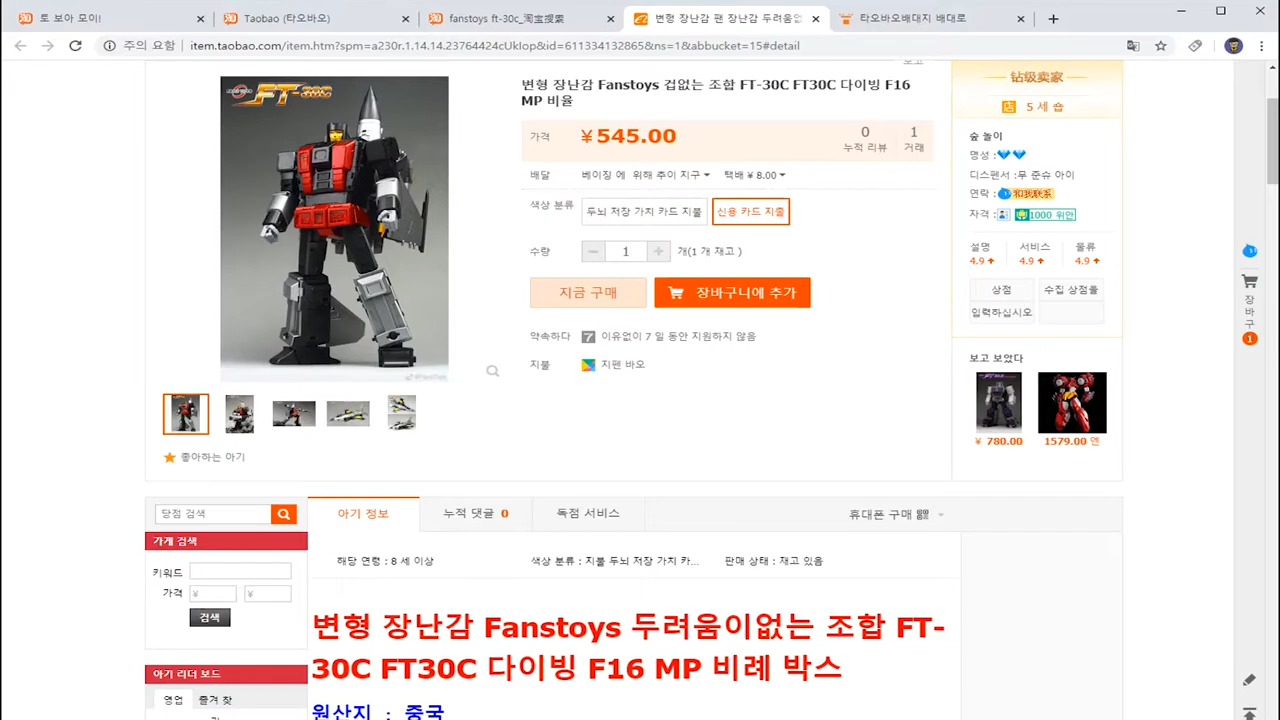 토 보아 모이!
Taobao (타오바오)
fanstoys ft-30c_淘宝搜索
변형 장난감 팬 장난감 두려움없
타오바오배대지 배대로
주의 요함
item.taobao.com/item.htm?spm=a230r.1.14.14.23764424cUkIop&id=611334132865&ns=1&abbucket=15#detail
FT-30C
변형 장난감 Fanstoys 겁없는 조합 FT-30C FT30C 다이빙 F16
MP 비율
가격
¥545.00
0
누적 리뷰
1
거래
배달
베이징 에 위해 추이 지구
택배 ¥ 8.00
색상 분류
두뇌 저장 가치 카드 지불
신용 카드 지출
수량
1
개(1 개 재고 )
지금 구매
장바구니에 추가
약속하다
7
이유없이 7 일 동안 지원하지 않음
지불
지펜 바오
좋아하는 아기
钻级卖家
店
5 세 숍
숲 놀이
명성 :
디스펜서 :무 준슈 아이
연락 :
和我联系
자격 :
1000 위안
설명
서비스
물류
4.9
4.9
4.9
상점
수집 상점을
입력하십시오
보고 보았다
¥ 780.00
1579.00 엔
장
바
구
1
당점 검색
가게 검색
키워드
가격
¥
¥
검색
아기 리더 보드
영업
즐겨 찾
아기 정보
누적 댓글 0
독점 서비스
휴대폰 구매
해당 연령 : 8 세 이상
색상 분류 : 지불 두뇌 저장 가치 카...
판매 상태 : 재고 있음
변형 장난감 Fanstoys 두려움이없는 조합 FT-
30C FT30C 다이빙 F16 MP 비례 박스
원산지 : 중국